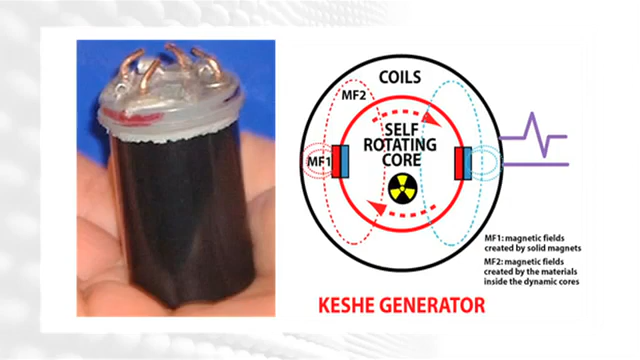 COILS
MF2
SELF
ROTATING
CORE
MF1
MF1: magnetic fields
created by solid magnets
MF2: magnetic fields
created by the materials
inside the dynamic cores
KESHE GENERATOR